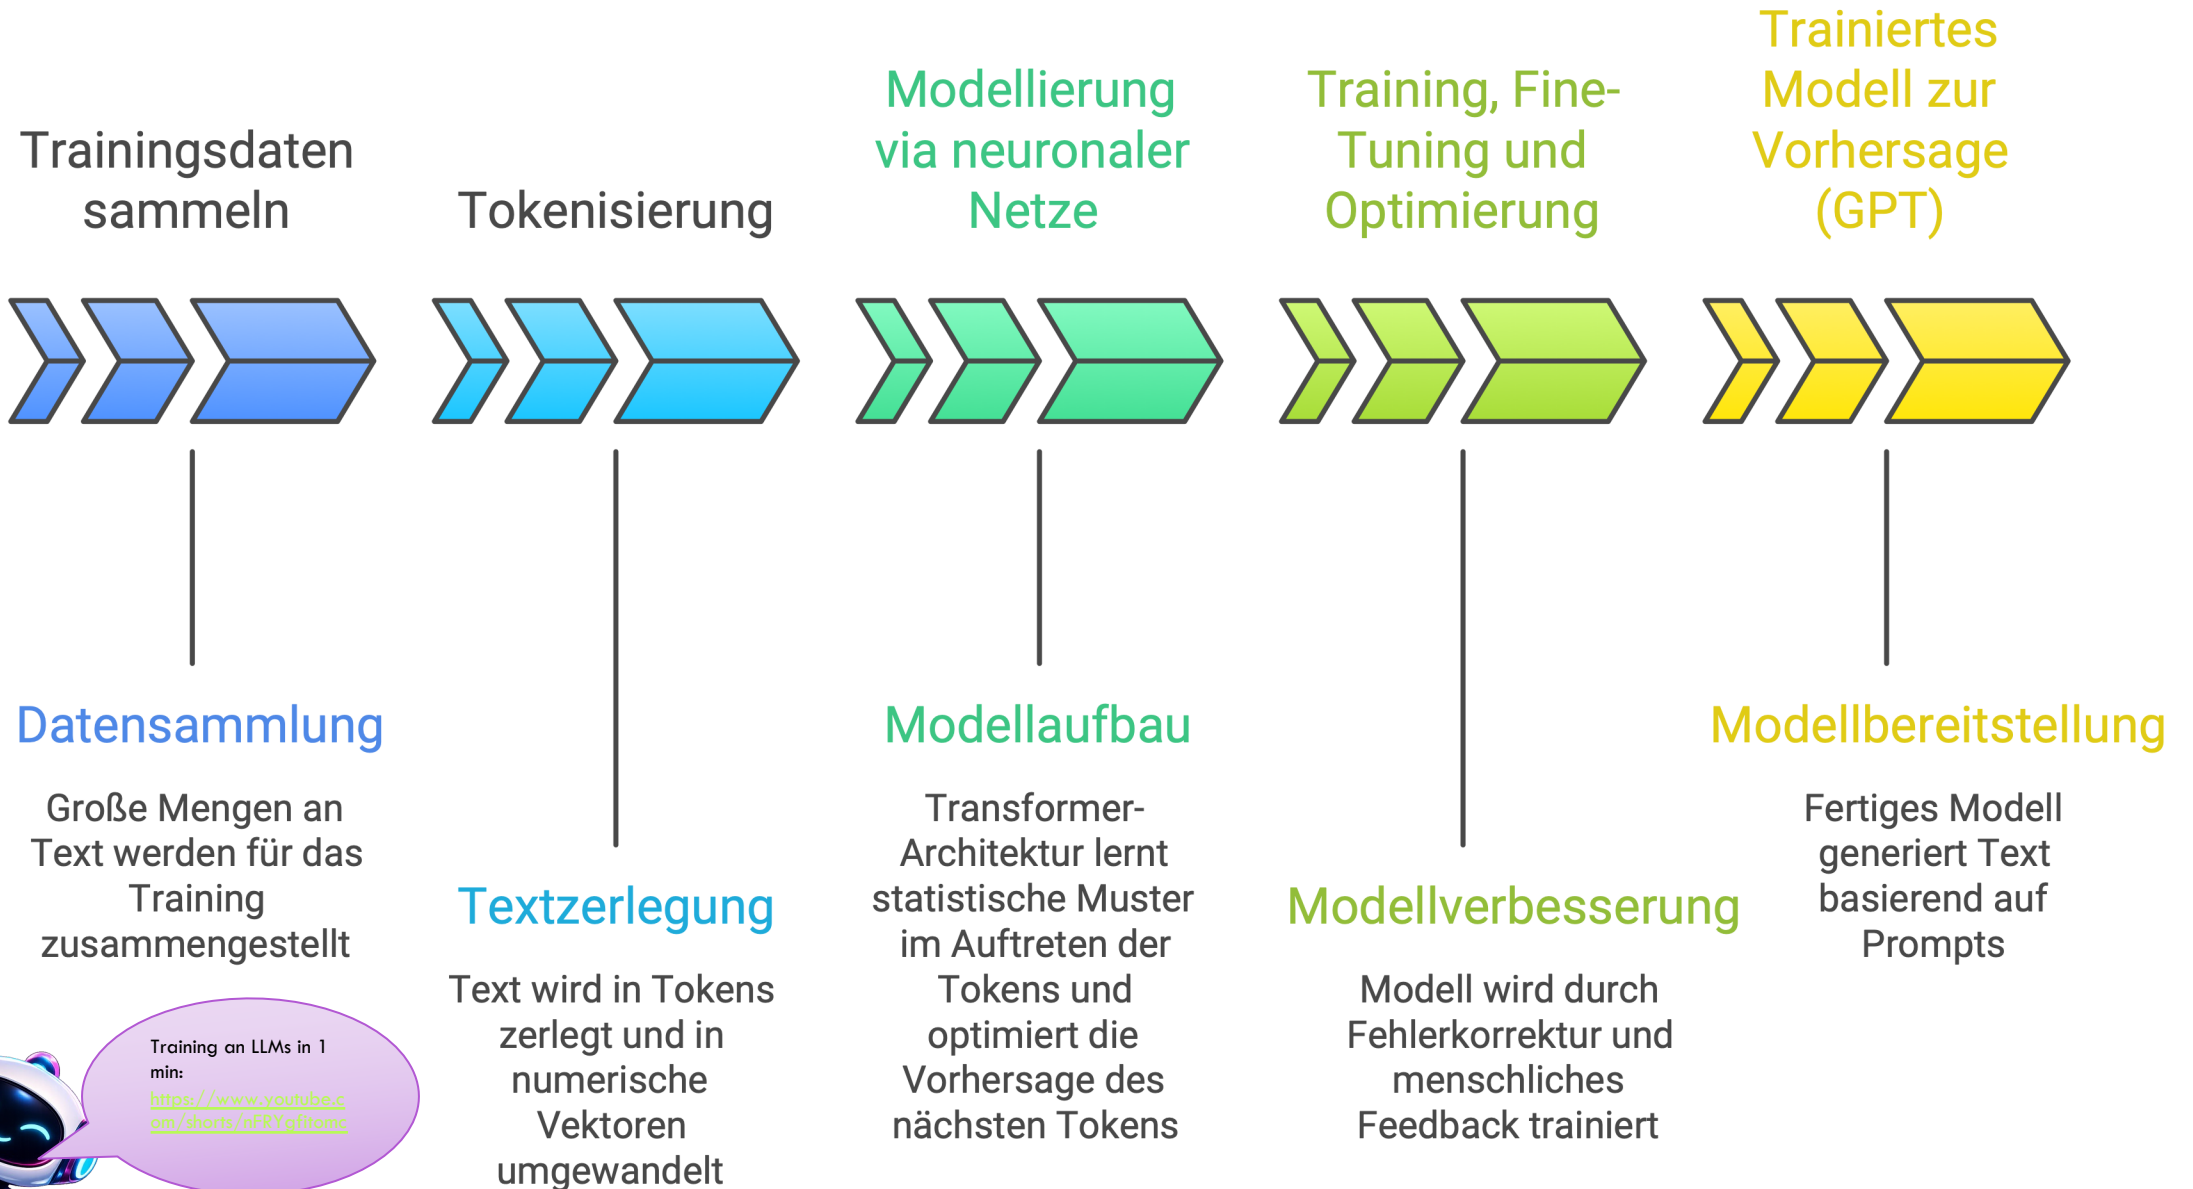 Trainingsdaten
sammeln
Tokenisierung
Modellierung
via neuronaler
Netze
Training, Fine-
Tuning und
Optimierung
Trainiertes
Modell zur
Vorhersage
(GPT)
Datensammlung
Große Mengen an
Text werden für das
Training
zusammengestellt
Textzerlegung
Text wird in Tokens
zerlegt und in
numerische
Vektoren
umgewandelt
Modellaufbau
Transformer-
Architektur lernt
statistische Muster
im Auftreten der
Tokens und
optimiert die
Vorhersage des
nächsten Tokens
Modellverbesserung
Modell wird durch
Fehlerkorrektur und
menschliches
Feedback trainiert
Modellbereitstellung
Fertiges Modell
generiert Text
basierend auf
Prompts
Training an LLMs in 1
min:
https://www.youtube.c